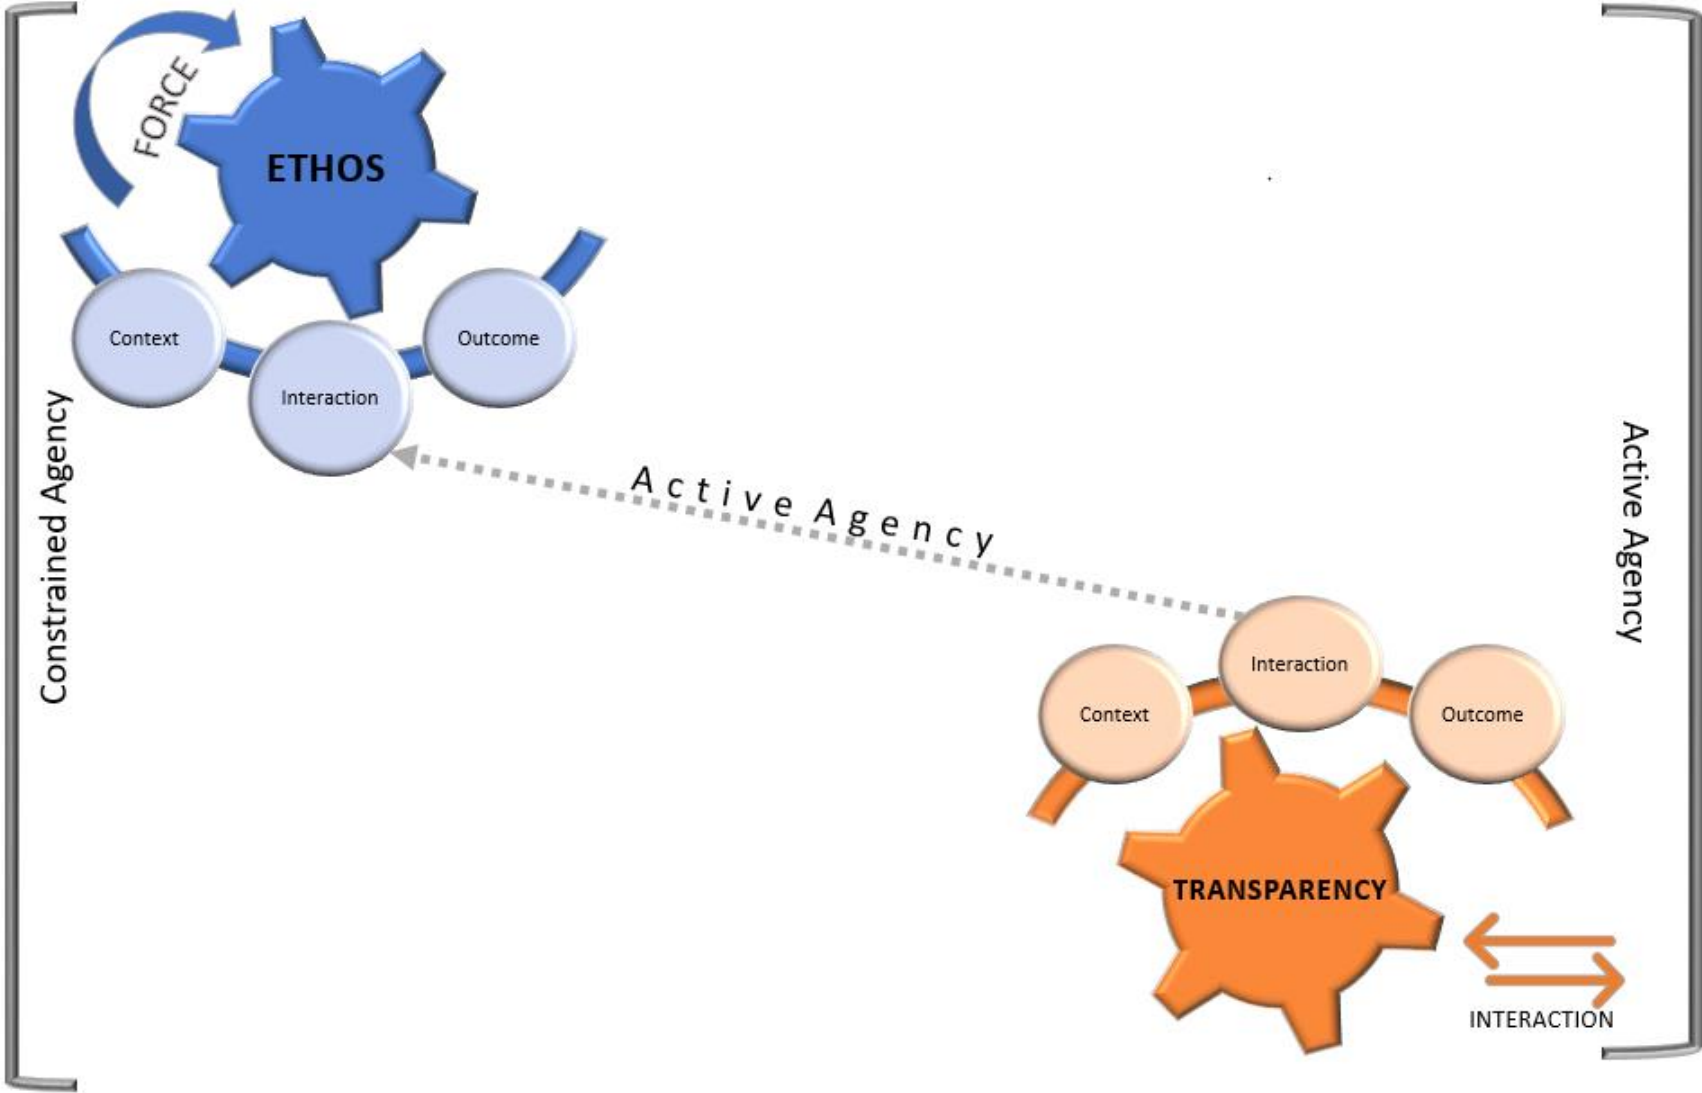 FORCE
ETHOS
Context
Interaction
Outcome
Constrained Agency
Active Agency
Active Agency
Context
Interaction
Outcome
TRANSPARENCY
INTERACTION